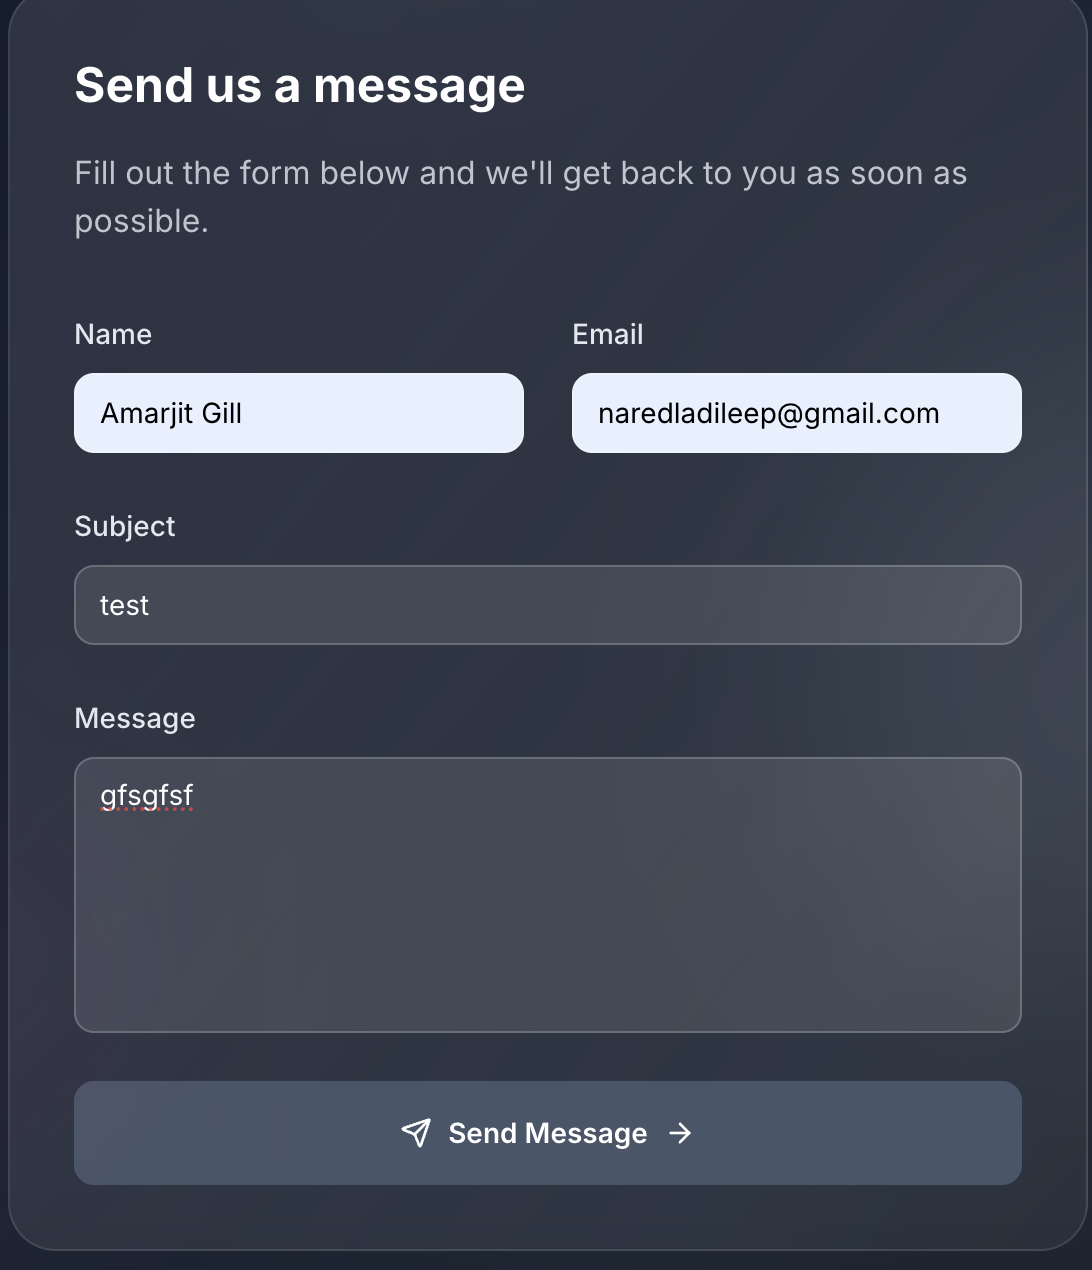 Send us a message
Fill out the form below and we'll get back to you as soon as
possible.
Name
Email
Amarjit Gill
naredladileep@gmail.com
Subject
test
Message
gfsgfsf
Send Message